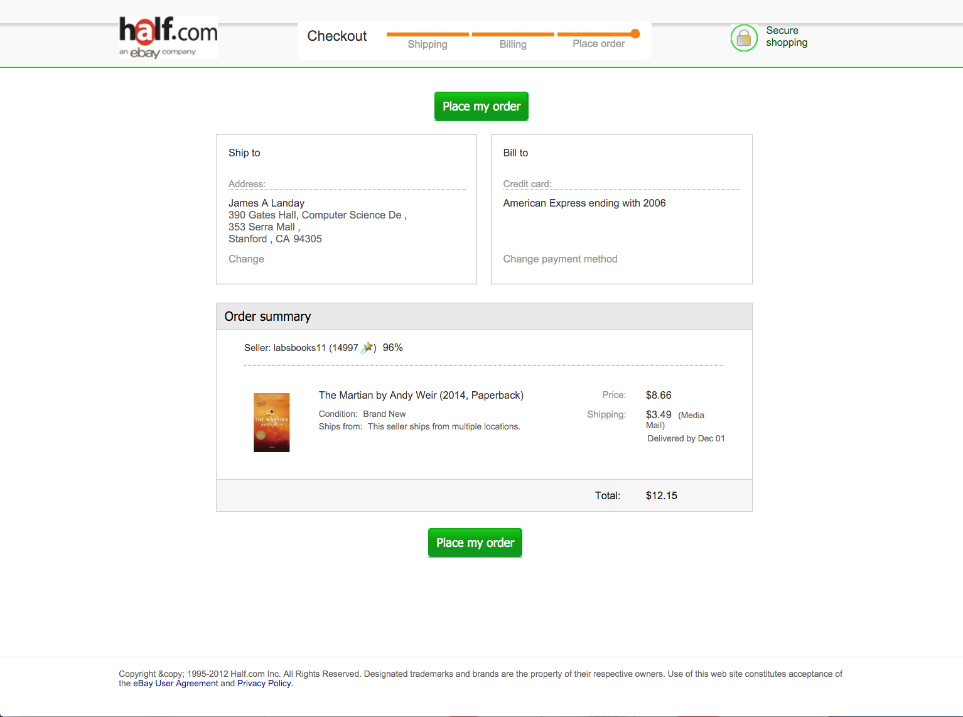 half.com
an ebay company
Checkout
Shipping
Billing
Place order
Secure
shopping
Place my order
Ship to
Address:
James A Landay
390 Gates Hall, Computer Science De ,
353 Serra Mall ,
Stanford , CA 94305
Change
Bill to
Credit card:
American Express ending with 2006
Change payment method
Order summary
Seller: labsbooks11 (14997 ) 96%
THE MARTIAN
The Martian by Andy Weir (2014, Paperback)
Condition: Brand New
Ships from: This seller ships from multiple locations.
Price: $8.66
Shipping: $3.49 (Media
Mail)
Delivered by Dec 01
Total: $12.15
Place my order
Copyright &copy; 1995-2012 Half.com Inc. All Rights Reserved. Designated trademarks and brands are the property of their respective owners. Use of this web site constitutes acceptance of
the eBay User Agreement and Privacy Policy.